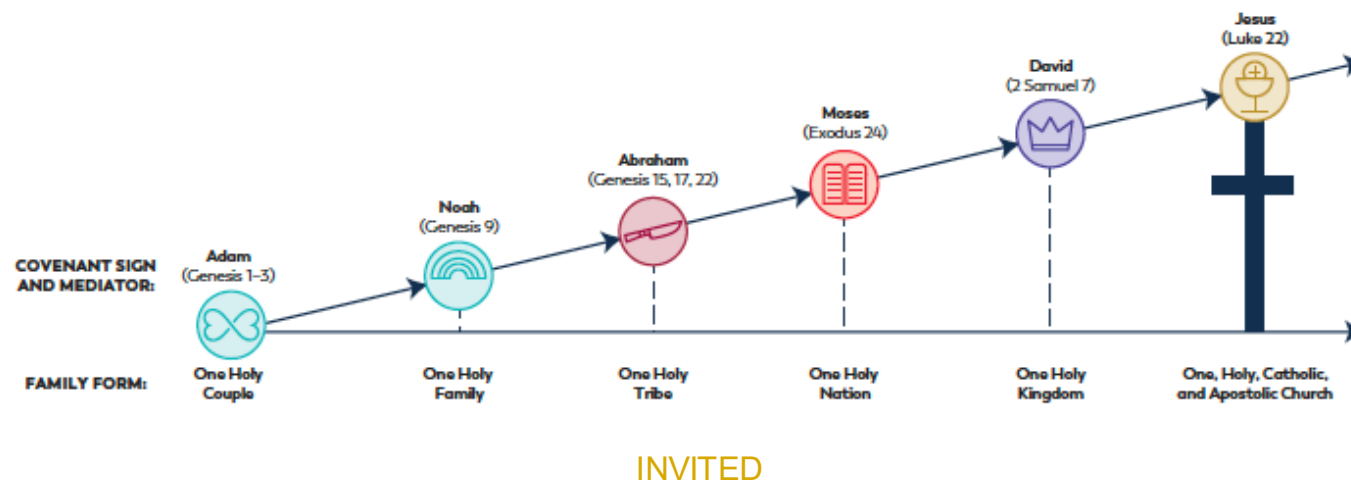 Jesus
(Luke 22)
David
(2 Samuel 7)
Moses
(Exodus 24)
Abraham
(Genesis 15, 17, 22)
Noah
(Genesis 9)
Adam
(Genesis 1–3)
COVENANT SIGN
AND MEDIATOR:
FAMILY FORM:
One Holy
Couple
One Holy
Family
One Holy
Tribe
One Holy
Nation
One Holy
Kingdom
One, Holy, Catholic,
and Apostolic Church
INVITED